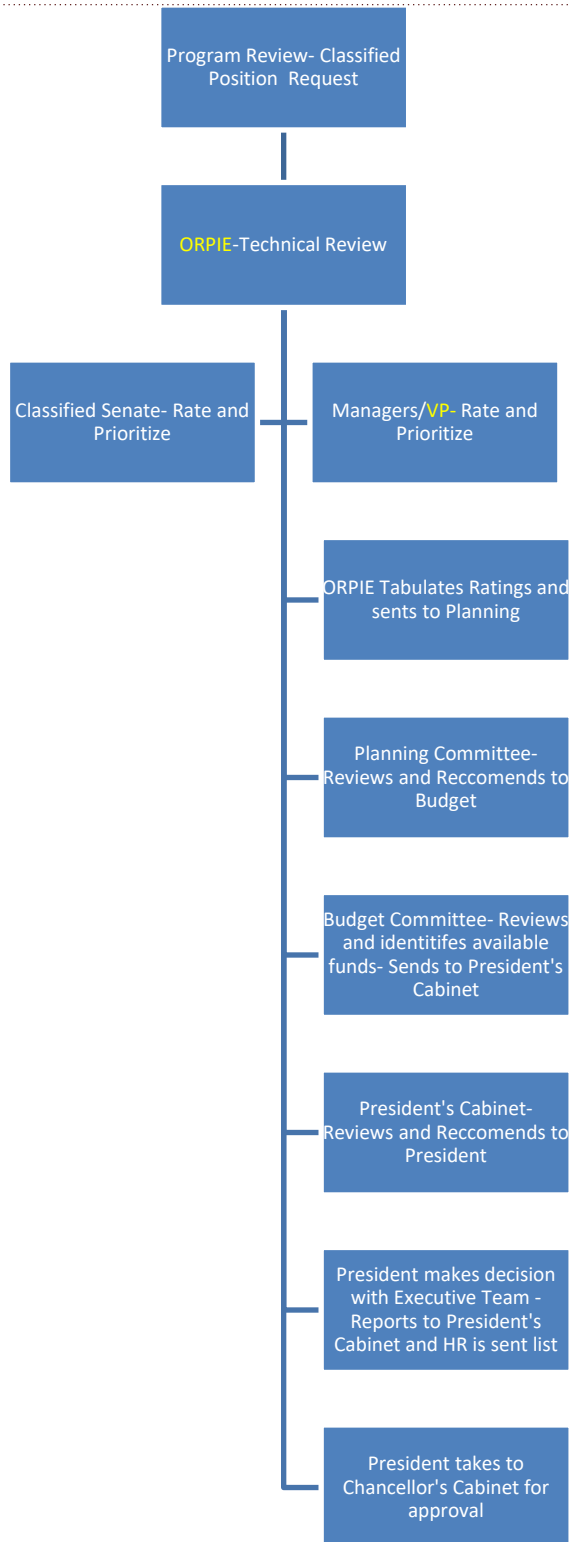 Program Review- Classified
Position  Request
ORPIE-Technical Review
Classified Senate- Rate and
Prioritize
Managers/VP- Rate and
Prioritize
ORPIE Tabulates Ratings and
sents to Planning
Planning Committee-
Reviews and Reccomends to
Budget
Budget Committee- Reviews
and identitifes available
funds- Sends to President's
Cabinet
President's Cabinet-
Reviews and Reccomends to
President
President makes decision
with Executive Team -
Reports to President's
Cabinet and HR is sent list
President takes to
Chancellor's Cabinet for
approval